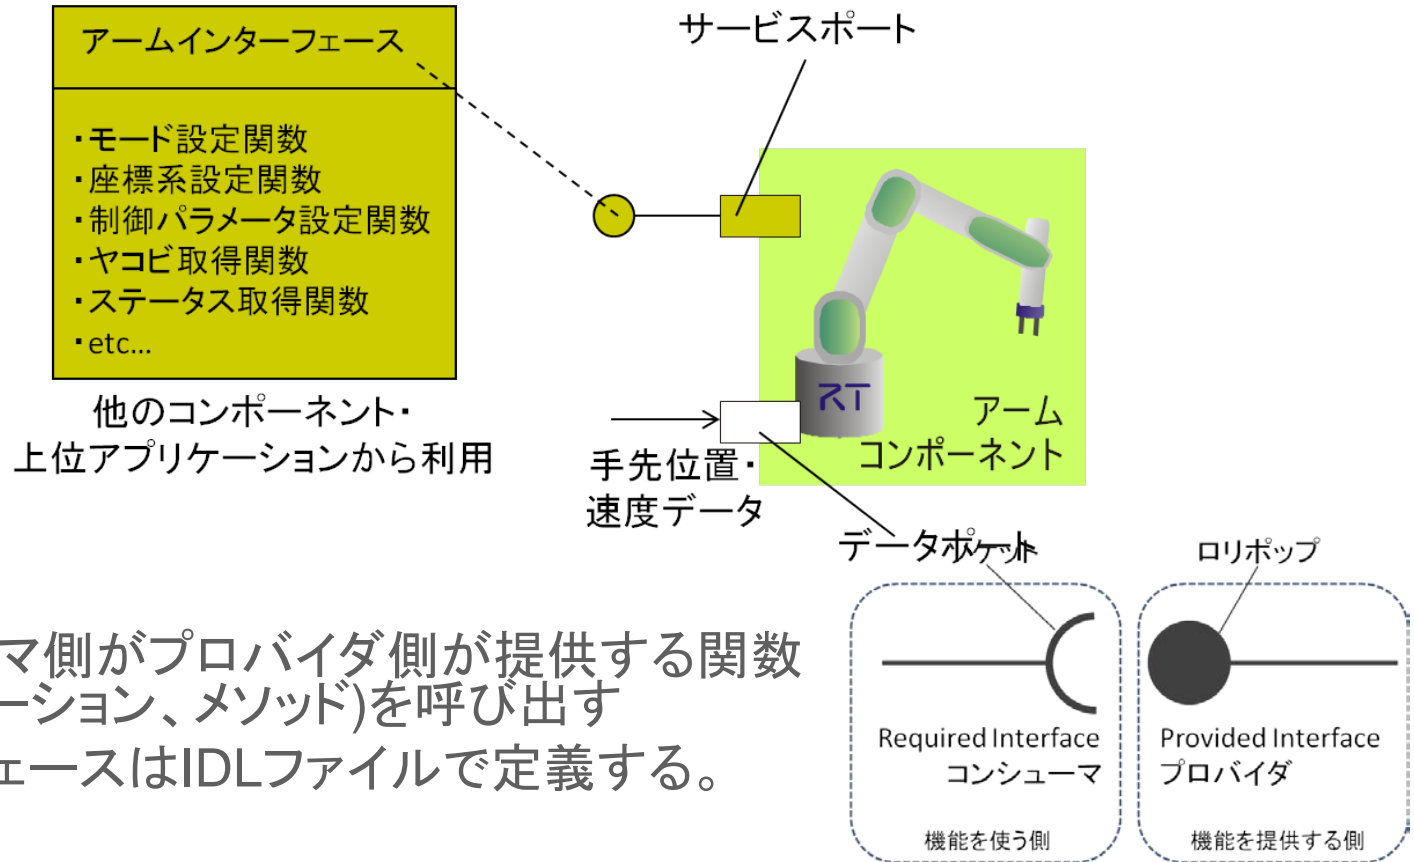 アームインターフェース
・モード設定関数
・座標系設定関数
・制御パラメータ設定関数
・ヤコビ取得関数
・ステータス取得関数
・etc...
他のコンポーネント・
上位アプリケーションから利用
サービスポート
RT
アーム
コンポーネント
手先位置・
速度データ
データポート
ソケット
ロリポップ
マ側がプロバイダ側が提供する関数
ーション、メソッド)を呼び出す
ェースはIDLファイルで定義する。
Required Interface
コンシューマ
機能を使う側
Provided Interface
プロバイダ
機能を提供する側